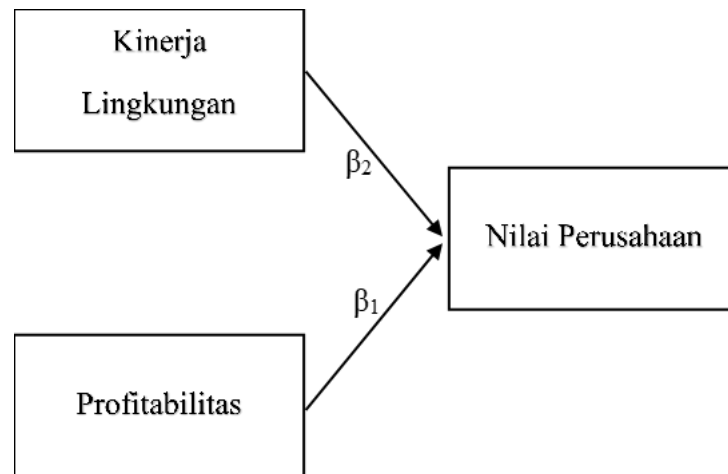 Kinerja
Lingkungan
β2
Nilai Perusahaan
β1
Profitabilitas